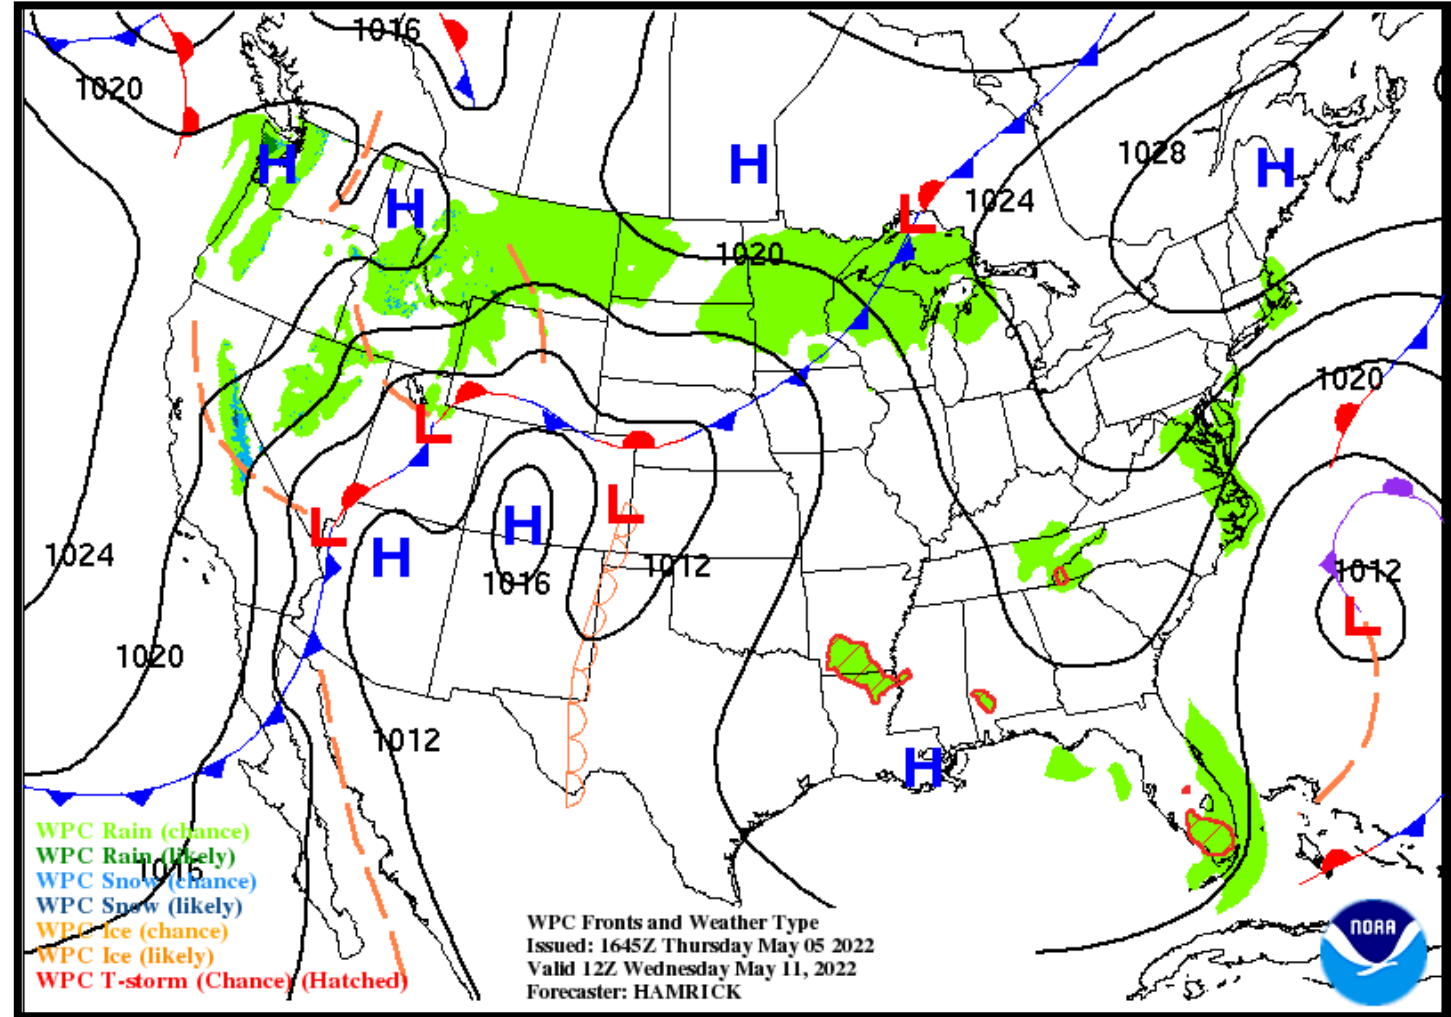 1016
1020
1028
H
H
H
H
L
1024
1020
1020
L
L
L
H
H
1024
1016
1012
1012
L
1020
1012
H
WPC Rain (chance)
WPC Rain (likely)
1016
WPC Snow (chance)
WPC Snow (likely)
WPC Ice (chance)
WPC Ice (likely)
WPC T-storm (Chance) (Hatched)
WPC Fronts and Weather Type
Issued: 1645Z Thursday May 05 2022
Valid 12Z Wednesday May 11, 2022
Forecaster: HAMRICK
NOAA